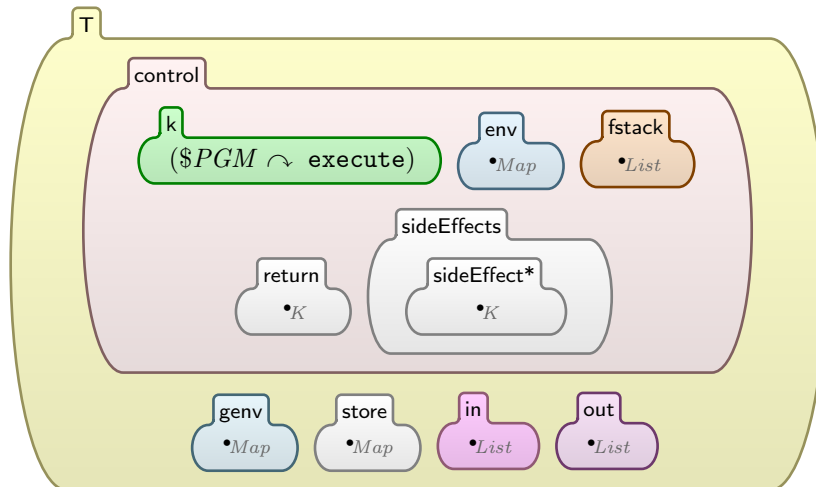 T
control
k
env
fstack
($PGM ↷ execute)
•Map
•List
sideEffects
return
sideEffect*
•K
•K
genv
store
in
out
•Map
•Map
•List
•List